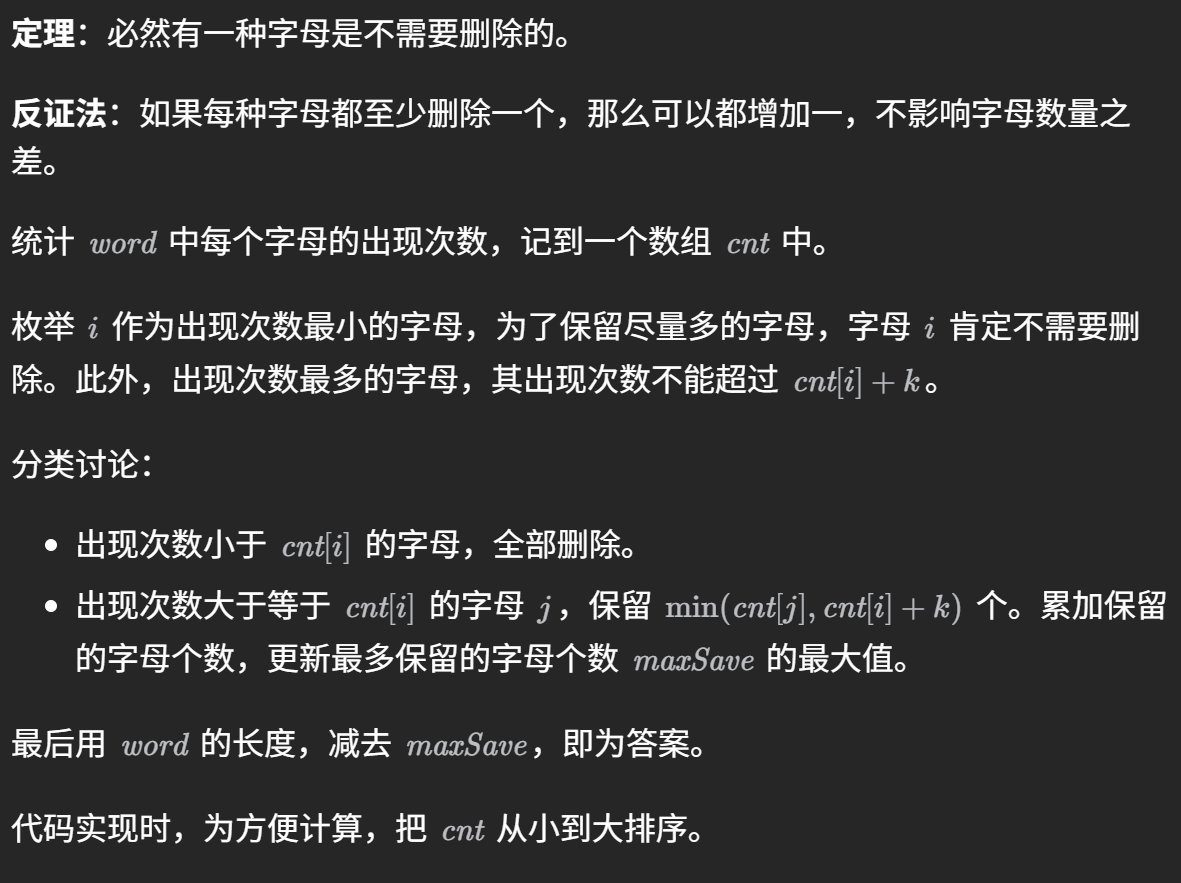 定理：必然有一种字母是不需要删除的。
反证法：如果每种字母都至少删除一个，那么可以都增加一，不影响字母数量之
差。
统计 word 中每个字母的出现次数，记到一个数组 cnt 中。
枚举 i 作为出现次数最小的字母，为了保留尽量多的字母，字母 i 肯定不需要删
除。此外，出现次数最多的字母，其出现次数不能超过 cnt[i] + k。
分类讨论：
• 出现次数小于 cnt[i] 的字母，全部删除。
• 出现次数大于等于 cnt[i] 的字母 j，保留 min(cnt[j], cnt[i] + k) 个。累加保留
的字母个数，更新最多保留的字母个数 maxSave 的最大值。
最后用 word 的长度，减去 maxSave，即为答案。
代码实现时，为方便计算，把 cnt 从小到大排序。